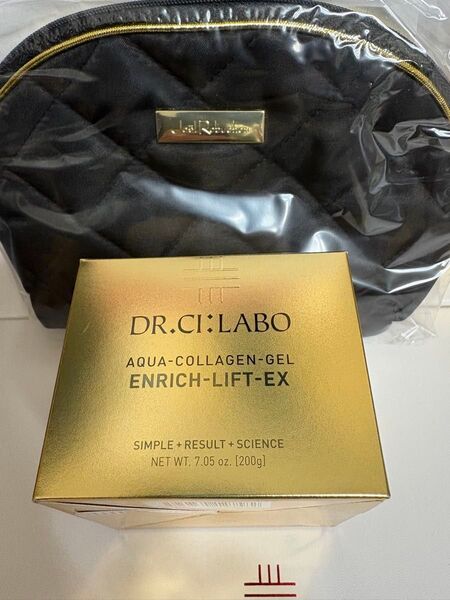 DR.CI:LABO
AQUA-COLLAGEN-GEL
ENRICH-LIFT-EX
SIMPLE + RESULT + SCIENCE
NET WT. 7.05 oz. [200g]